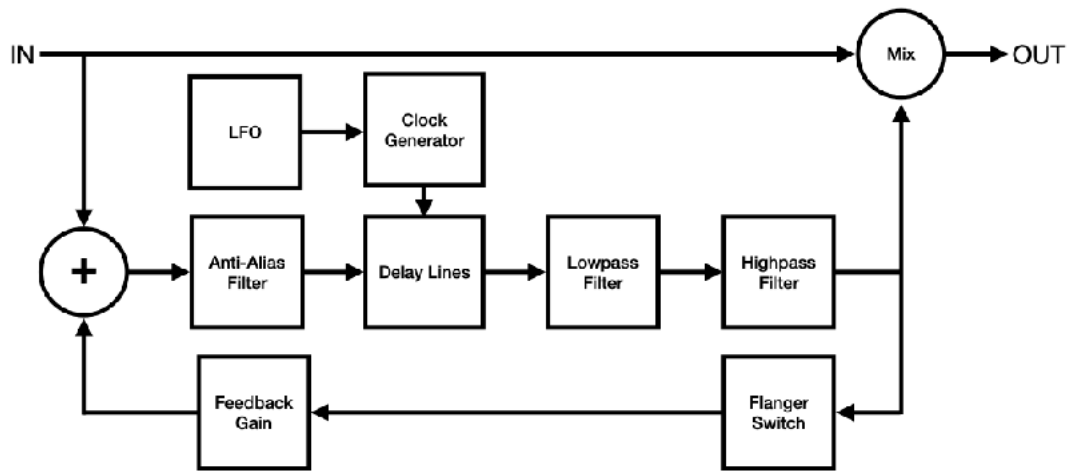 IN
Mix
OUT
LFO
Clock
Generator
+
Anti-Alias
Filter
Delay Lines
Lowpass
Filter
Highpass
Filter
Feedback
Gain
Flanger
Switch